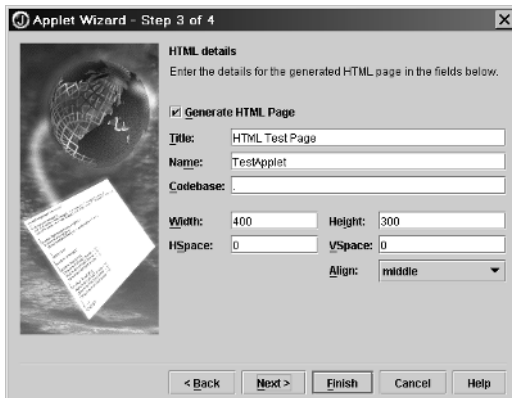 Applet Wizard - Step 3 of 4
HTML details
Enter the details for the generated HTML page in the fields below.
Generate HTML Page
Title: HTML Test Page
Name: TestApplet
Codebase: .
Width: 400 Height: 300
HSpace: 0 VSpace: 0
Align: middle
< Back Next > Finish Cancel Help